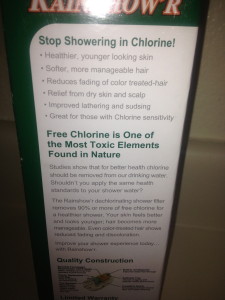 RAINSHOW'R
Stop Showering in Chlorine!
• Healthier, younger looking skin
• Softer, more manageable hair
• Reduces fading of color treated-hair
• Relief from dry skin and scalp
• Improved lathering and sudsing
• Great for those with Chlorine sensitivity
Free Chlorine is One of
the Most Toxic Elements
Found in Nature
Studies show that for better health chlorine
should be removed from our drinking water.
Shouldn't you apply the same health
standards to your shower water?
The Rainshow'r dechlorinating shower filter
removes 90% or more of free chlorine for
a healthier shower. Your skin feels better
and looks younger, hair becomes more
manageable. Even color-treated hair shows
reduced fading and discoloration.
Improve your shower experience today...
with Rainshow'r
Quality Construction
Limited Warranty